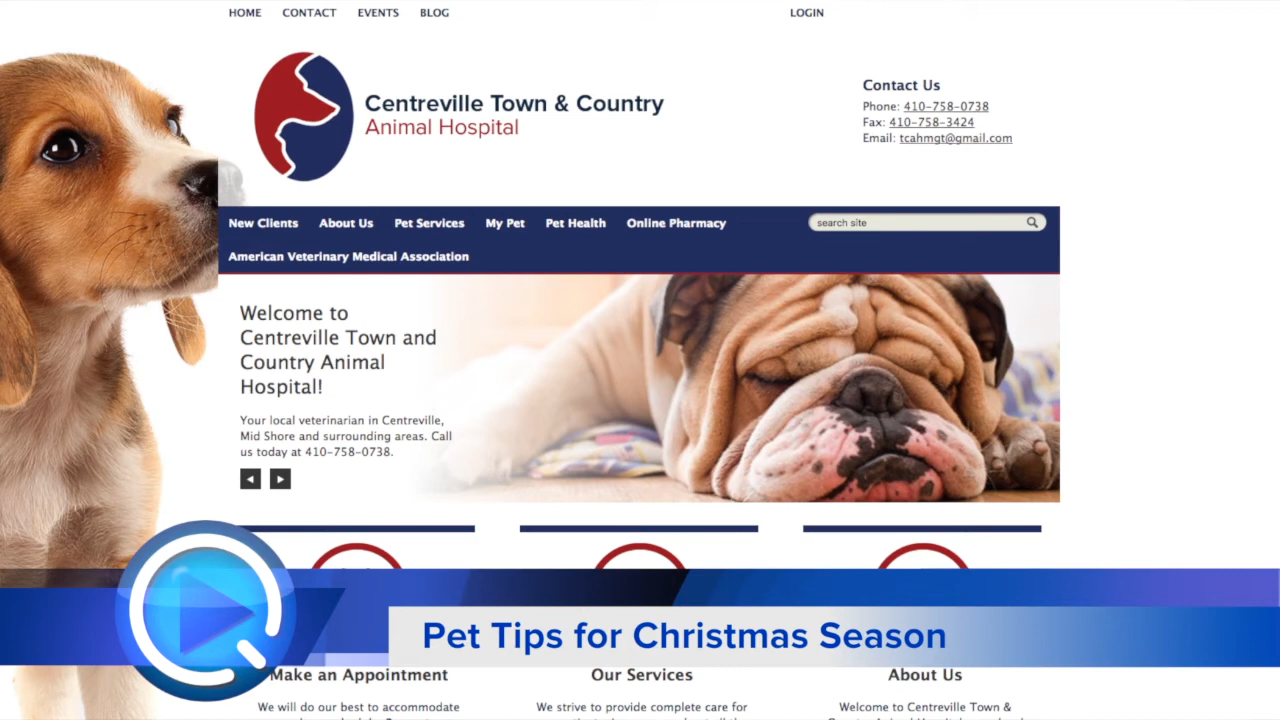 HOME CONTACT EVENTS BLOG LOGIN
Centreville Town & Country
Animal Hospital
Contact Us
Phone: 410-758-0738
Fax: 410-758-3424
Email: tcahmgt@gmail.com
New Clients About Us Pet Services My Pet Pet Health Online Pharmacy
search site
American Veterinary Medical Association
Welcome to
Centreville Town and
Country Animal
Hospital!
Your local veterinarian in Centreville,
Mid Shore and surrounding areas. Call
us today at 410-758-0738.
Pet Tips for Christmas Season
Make an Appointment
We will do our best to accommodate
Our Services
We strive to provide complete care for
About Us
Welcome to Centreville Town &